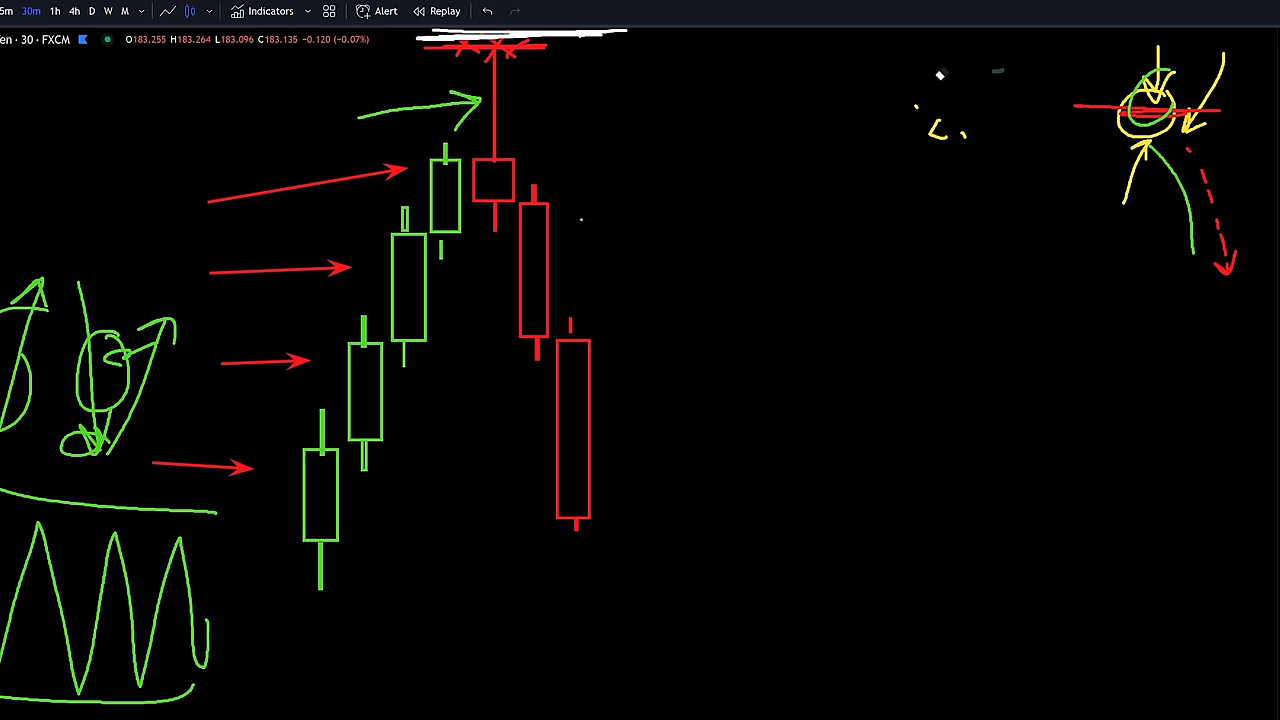 5m 30m 1h 4h D W M Indicators Alert Replay
en · 30 · FXCM O183.255 H183.264 L183.096 C183.135 -0.120 (-0.07%)